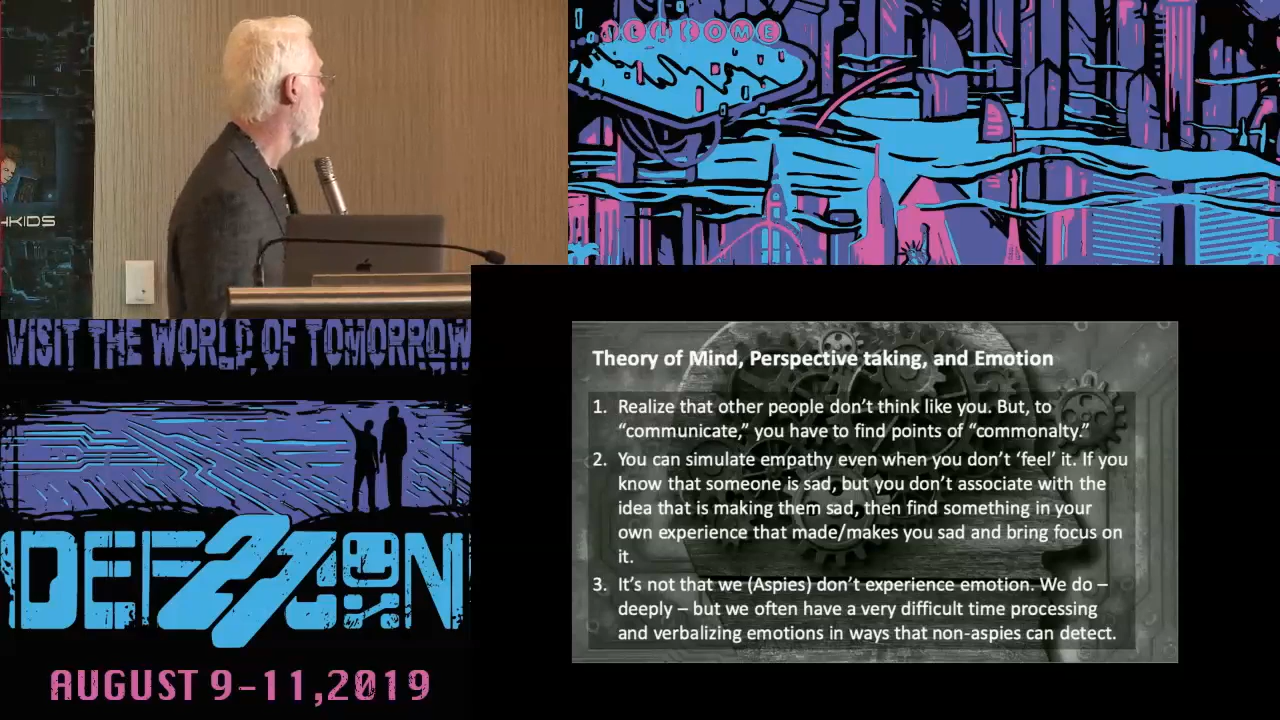 WELCOME
HKIDS
VISIT THE WORLD OF TOMORROW
DEF 27 CON
AUGUST 9-11,2019
Theory of Mind, Perspective taking, and Emotion
1. Realize that other people don't think like you. But, to
"communicate," you have to find points of "commonalty."
2. You can simulate empathy even when you don't 'feel' it. If you
know that someone is sad, but you don't associate with the
idea that is making them sad, then find something in your
own experience that made/makes you sad and bring focus on
it.
3. It's not that we (Aspies) don't experience emotion. We do –
deeply – but we often have a very difficult time processing
and verbalizing emotions in ways that non-aspies can detect.